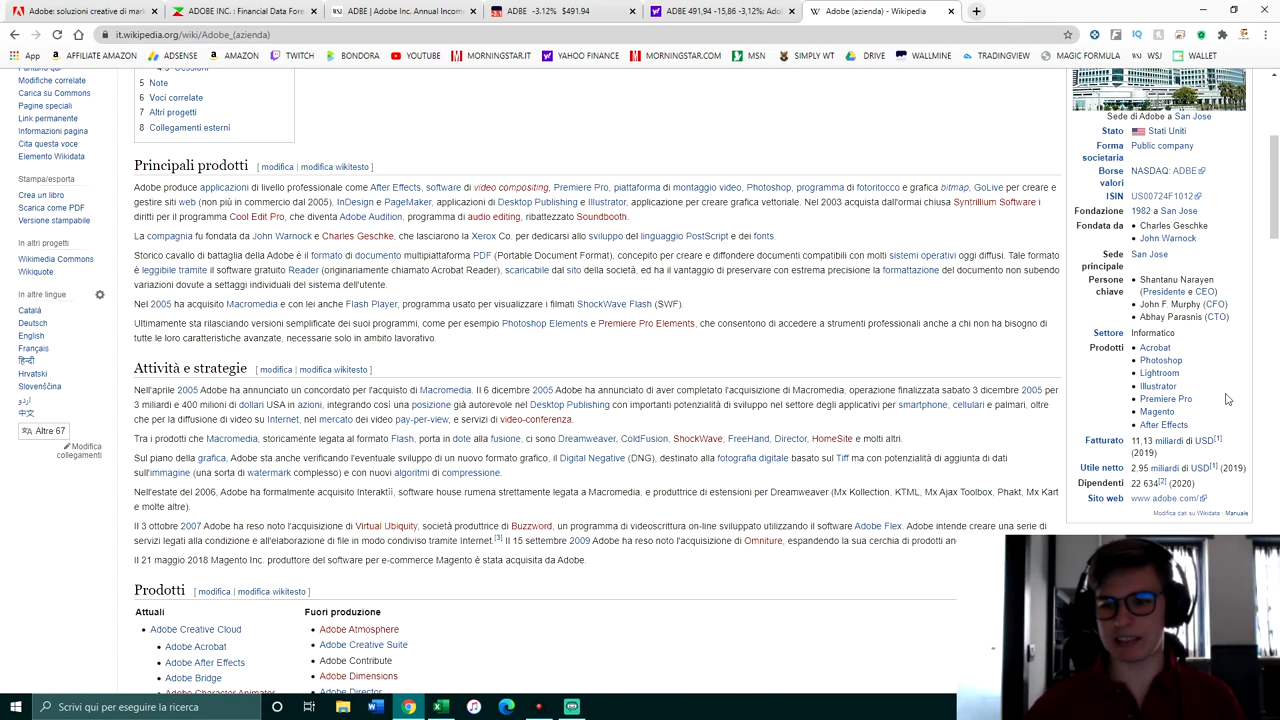 Adobe: soluzioni creative di mark
ADBE INC. : Financial Data Fore
ADBE | Adobe Inc. Annual Incom
ADBE -3.12% $491.94
ADBE 491,94 -15,86 -3,12%: Ado
Adobe (azienda) - Wikipedia
it.wikipedia.org/wiki/Adobe_(azienda)
App
AFFILIATE AMAZON
ADSENSE
AMAZON
TWITCH
BONDORA
YOUTUBE
MORNINGSTAR.IT
YAHOO FINANCE
MORNINGSTAR.COM
MSN
SIMPLY WT
DRIVE
WALLMINE
TRADINGVIEW
MAGIC FORMULA
WSJ
WALLET
Modifiche correlate
Carica su Commons
Pagine speciali
Link permanente
Informazioni pagina
Cita questa voce
Elemento Wikidata
Stampa/esporta
Crea un libro
Scarica come PDF
Versione stampabile
In altri progetti
Wikimedia Commons
Wikiquote
In altre lingue
Català
Deutsch
English
Français
हिन्दी
Hrvatski
Slovenščina
اردو
中文
Altre 67
Modifica
collegamenti
5 Note
6 Voci correlate
7 Altri progetti
8 Collegamenti esterni
Principali prodotti [ modifica | modifica wikitesto ]
Adobe produce applicazioni di livello professionale come After Effects, software di video compositing, Premiere Pro, piattaforma di montaggio video, Photoshop, programma di fotoritocco e grafica bitmap, GoLive per creare e
gestire siti web (non più in commercio dal 2005), InDesign e PageMaker, applicazioni di Desktop Publishing e Illustrator, applicazione per creare grafica vettoriale. Nel 2003 acquista dall'ormai chiusa Syntrillium Software i
diritti per il programma Cool Edit Pro, che diventa Adobe Audition, programma di audio editing, ribattezzato Soundbooth.
La compagnia fu fondata da John Warnock e Charles Geschke, che lasciarono la Xerox Co. per dedicarsi allo sviluppo del linguaggio PostScript e dei fonts.
Storico cavallo di battaglia della Adobe è il formato di documento multipiattaforma PDF (Portable Document Format), concepito per creare e diffondere documenti compatibili con molti sistemi operativi oggi diffusi. Tale formato
è leggibile tramite il software gratuito Reader (originariamente chiamato Acrobat Reader), scaricabile dal sito della società, ed ha il vantaggio di preservare con estrema precisione la formattazione del documento non subendo
variazioni dovute a settaggi individuali del sistema dell'utente.
Nel 2005 ha acquisito Macromedia e con lei anche Flash Player, programma usato per visualizzare i filmati ShockWave Flash (SWF).
Ultimamente sta rilasciando versioni semplificate dei suoi programmi, come per esempio Photoshop Elements e Premiere Pro Elements, che consentono di accedere a strumenti professionali anche a chi non ha bisogno di
tutte le loro caratteristiche avanzate, necessarie solo in ambito lavorativo.
Attività e strategie [ modifica | modifica wikitesto ]
Nell'aprile 2005 Adobe ha annunciato un concordato per l'acquisto di Macromedia. Il 6 dicembre 2005 Adobe ha annunciato di aver completato l'acquisizione di Macromedia, operazione finalizzata sabato 3 dicembre 2005 per
3 miliardi e 400 milioni di dollari USA in azioni, integrando così una posizione già autorevole nel Desktop Publishing con importanti potenzialità di sviluppo nel settore degli applicativi per smartphone, cellulari e palmari, oltre
che per la diffusione di video su Internet, nel mercato dei video pay-per-view, e servizi di video-conferenza.
Tra i prodotti che Macromedia, storicamente legata al formato Flash, porta in dote alla fusione, ci sono Dreamweaver, ColdFusion, ShockWave, FreeHand, Director, HomeSite e molti altri.
Sul piano della grafica, Adobe sta anche verificando l'eventuale sviluppo di un nuovo formato grafico, il Digital Negative (DNG), destinato alla fotografia digitale basato sul Tiff ma con potenzialità di aggiunta di dati
sull'immagine (una sorta di watermark complesso) e con nuovi algoritmi di compressione.
Nell'estate del 2006, Adobe ha formalmente acquisito Interaktii, software house rumena strettamente legata a Macromedia, e produttrice di estensioni per Dreamweaver (Mx Kollection, KTML, Mx Ajax Toolbox, Phakt, Mx Kart
e molte altre).
Il 3 ottobre 2007 Adobe ha reso noto l'acquisizione di Virtual Ubiquity, società produttrice di Buzzword, un programma di videoscrittura on-line sviluppato utilizzando il software Adobe Flex. Adobe intende creare una serie di
servizi legati alla condizione e all'elaborazione di file in modo condiviso tramite Internet.[3] Il 15 settembre 2009 Adobe ha reso noto l'acquisizione di Omniture, espandendo la sua cerchia di prodotti an
Il 21 maggio 2018 Magento Inc. produttore del software per e-commerce Magento è stata acquisita da Adobe.
Prodotti [ modifica | modifica wikitesto ]
Attuali
Adobe Creative Cloud
Adobe Acrobat
Adobe After Effects
Adobe Bridge
Adobe Character Animator
Fuori produzione
Adobe Atmosphere
Adobe Creative Suite
Adobe Contribute
Adobe Dimensions
Adobe Director
Sede di Adobe a San Jose
Stato Stati Uniti
Forma societaria Public company
Borse valori NASDAQ: ADBE
ISIN US00724F1012
Fondazione 1982 a San Jose
Fondata da Charles Geschke
John Warnock
Sede principale San Jose
Persone chiave Shantanu Narayen
(Presidente e CEO)
John F. Murphy (CFO)
Abhay Parasnis (CTO)
Settore Informatico
Prodotti Acrobat
Photoshop
Lightroom
Illustrator
Premiere Pro
Magento
After Effects
Fatturato 11,13 miliardi di USD[1]
(2019)
Utile netto 2.95 miliardi di USD[1] (2019)
Dipendenti 22 634[2] (2020)
Sito web www.adobe.com/
Modifica dati su Wikidata · Manuale
Scrivi qui per eseguire la ricerca